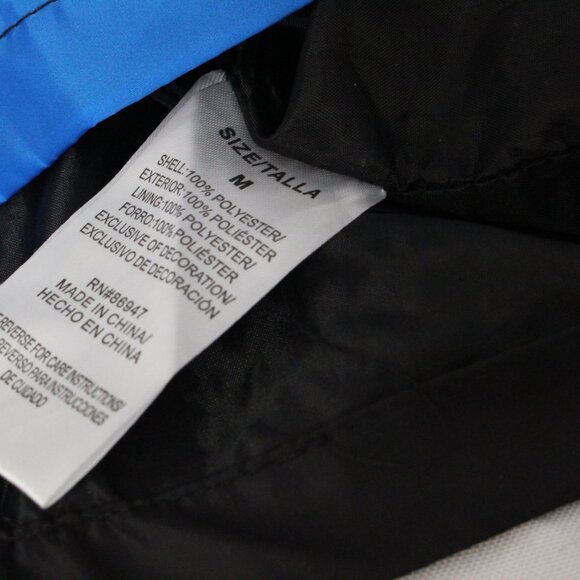 SIZE/TALLA
M
SHELL:100% POLYESTER/
EXTERIOR:100% POLIÉSTER
LINING:100% POLYESTER/
FORRO:100% POLIÉSTER
EXCLUSIVE OF DECORATION/
EXCLUSIVO DE DECORACIÓN
RN#86947
MADE IN CHINA/
HECHO EN CHINA
REVERSE FOR CARE INSTRUCTIONS/
REVERSO PARA INSTRUCCIONES
DE CUIDADO